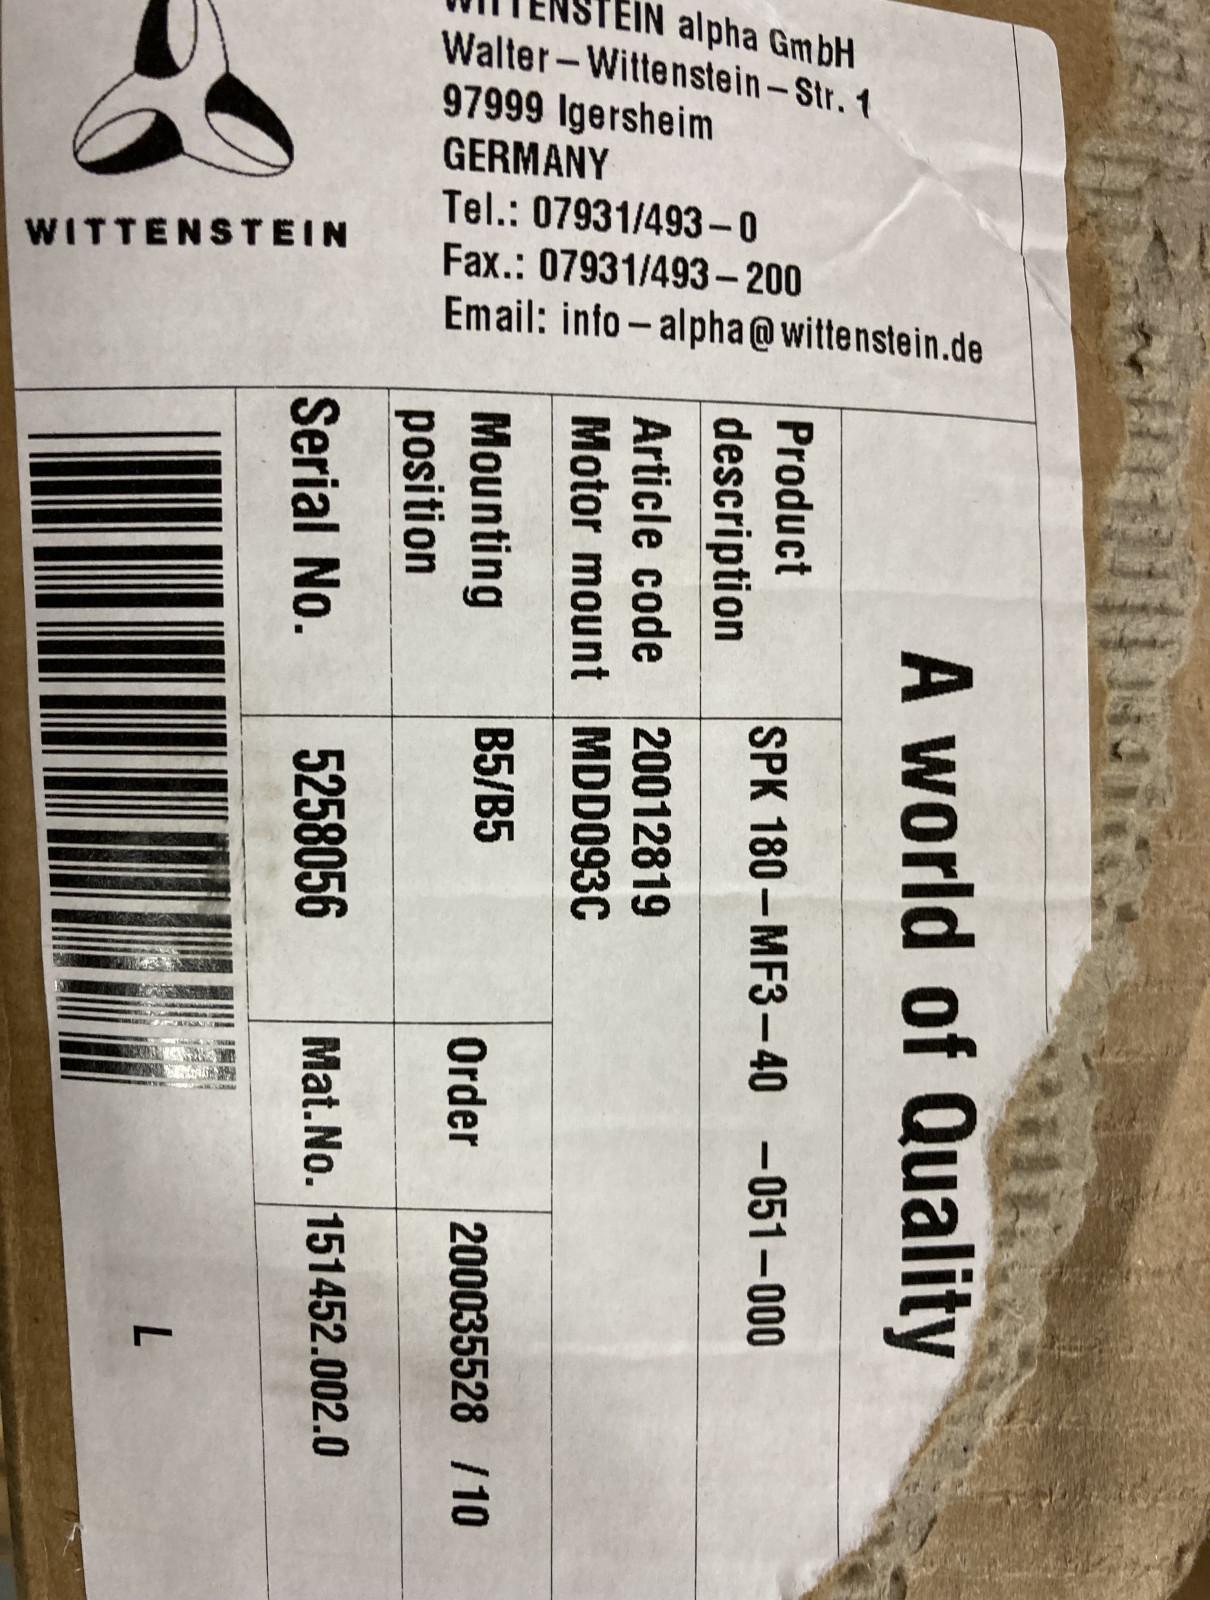 WITTENSTEIN
WITTENSTEIN alpha GmbH
Walter-Wittenstein-Str. 1
97999 Igersheim
GERMANY
Tel.: 07931/493-0
Fax.: 07931/493-200
Email: info-alpha@wittenstein.de
A world of Quality
Product description SPK 180-MF3-40 -051-000
Article code 20012819
Motor mount MDD093C
Mounting position B5/B5 Order 20035528 /10
Serial No. 5258056 Mat.No. 151452.002.0
L